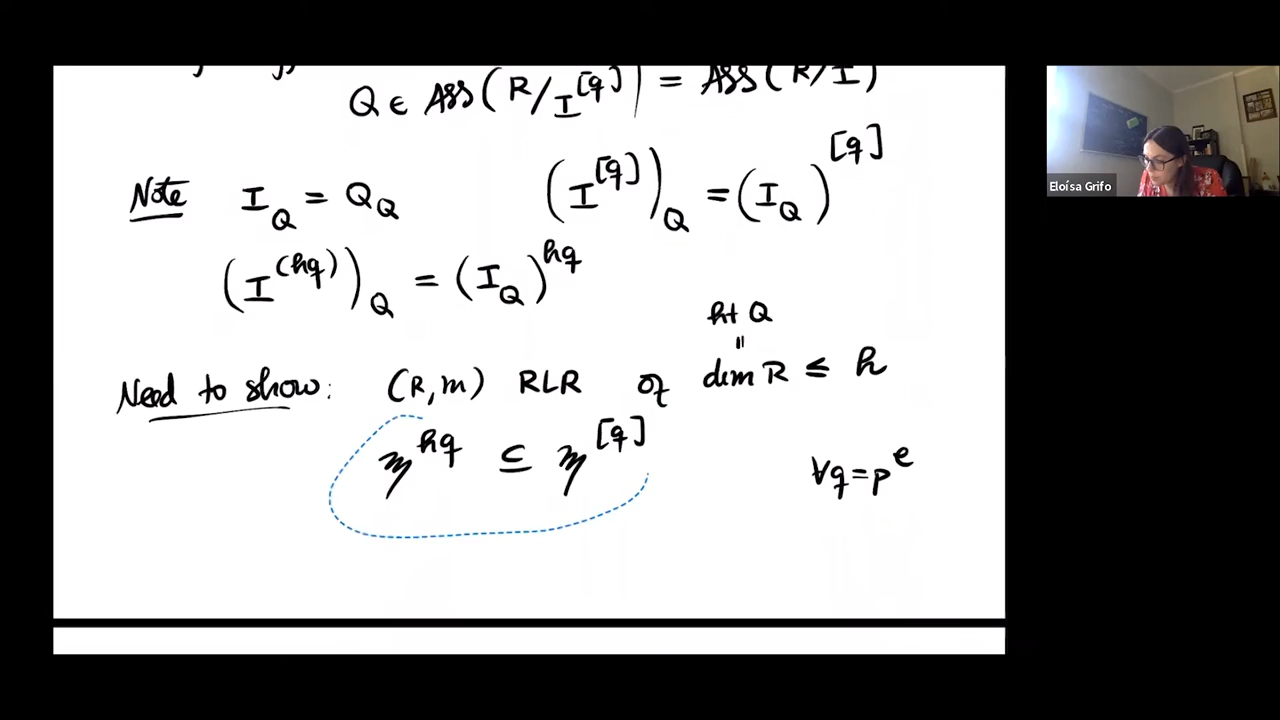 Q ∈ Ass(R/I^[q]) = Ass(R/I)
Note I_Q = Q_Q (I^[q])_Q = (I_Q)^[q]
(I^(hq))_Q = (I_Q)^hq
ht Q
=
Need to show: (R,m) RLR of dim R ≤ h
m^hq ⊆ m^[q]
∀q=p^e
Eloísa Grifo